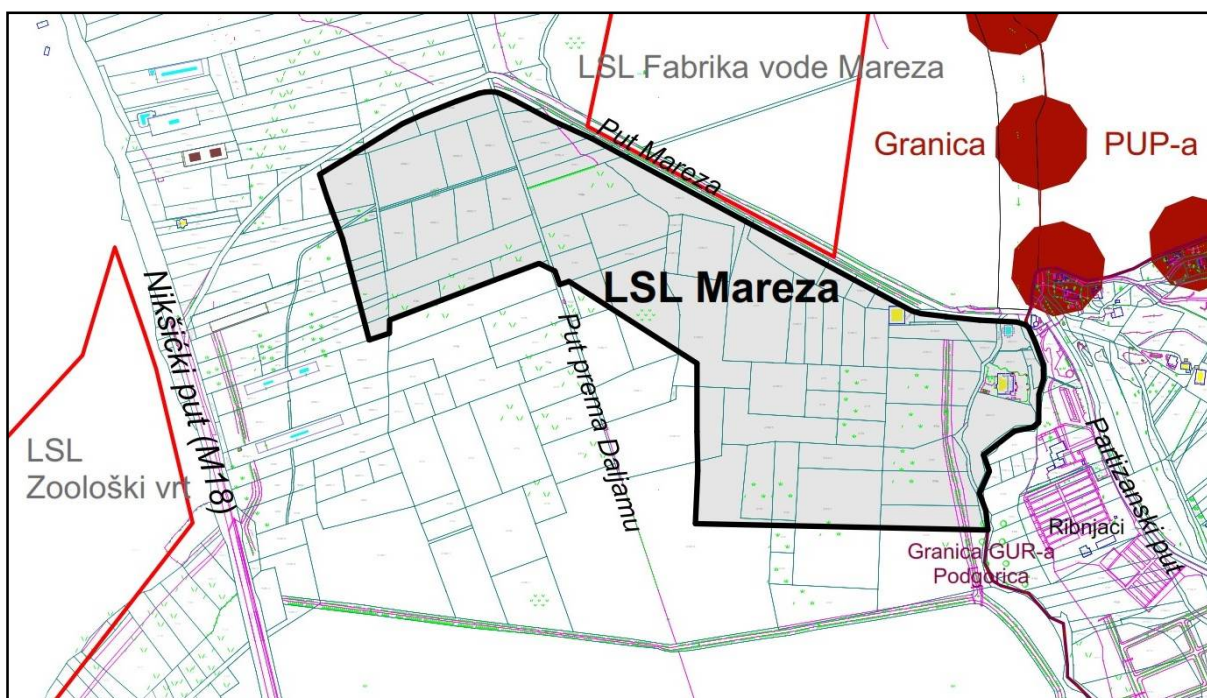 LSL Fabrika vode Mareza
Put Mareza
Granica
PUP-a
LSL Mareza
Nikšićki put (M18)
Put prema Daljamu
LSL
Zoološki vrt
Partizanski put
Ribnjaci
Granica GUR-a
Podgorica